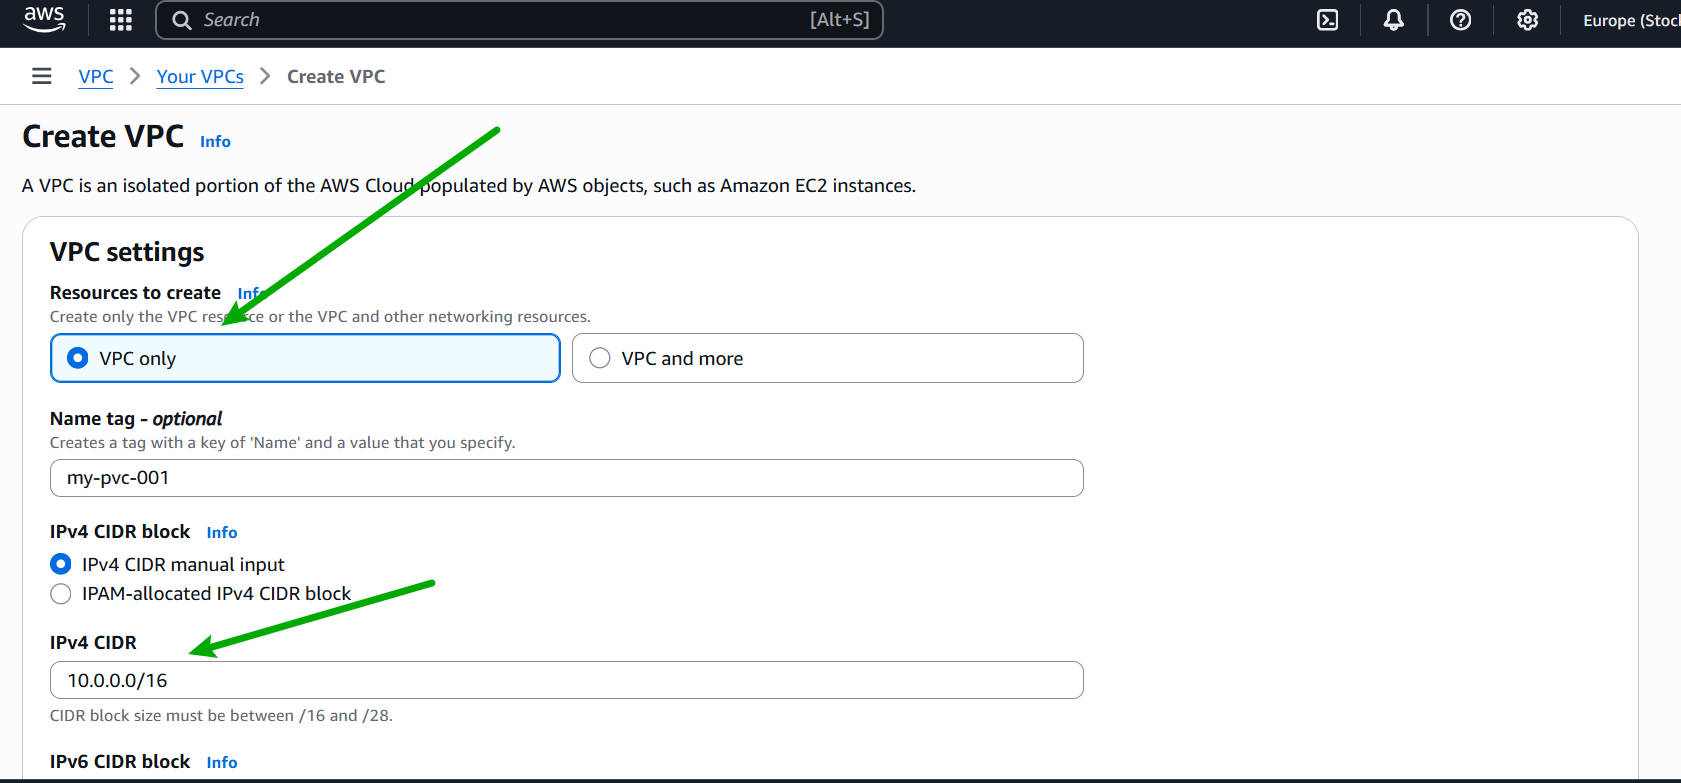 aws
Search [Alt+S] Europe (Stoc
VPC Your VPCs Create VPC
Create VPC Info
A VPC is an isolated portion of the AWS Cloud populated by AWS objects, such as Amazon EC2 instances.
VPC settings
Resources to create Info
Create only the VPC resource or the VPC and other networking resources.
VPC only VPC and more
Name tag - optional
Creates a tag with a key of 'Name' and a value that you specify.
my-pvc-001
IPv4 CIDR block Info
IPv4 CIDR manual input
IPAM-allocated IPv4 CIDR block
IPv4 CIDR
10.0.0.0/16
CIDR block size must be between /16 and /28.
IPv6 CIDR block Info